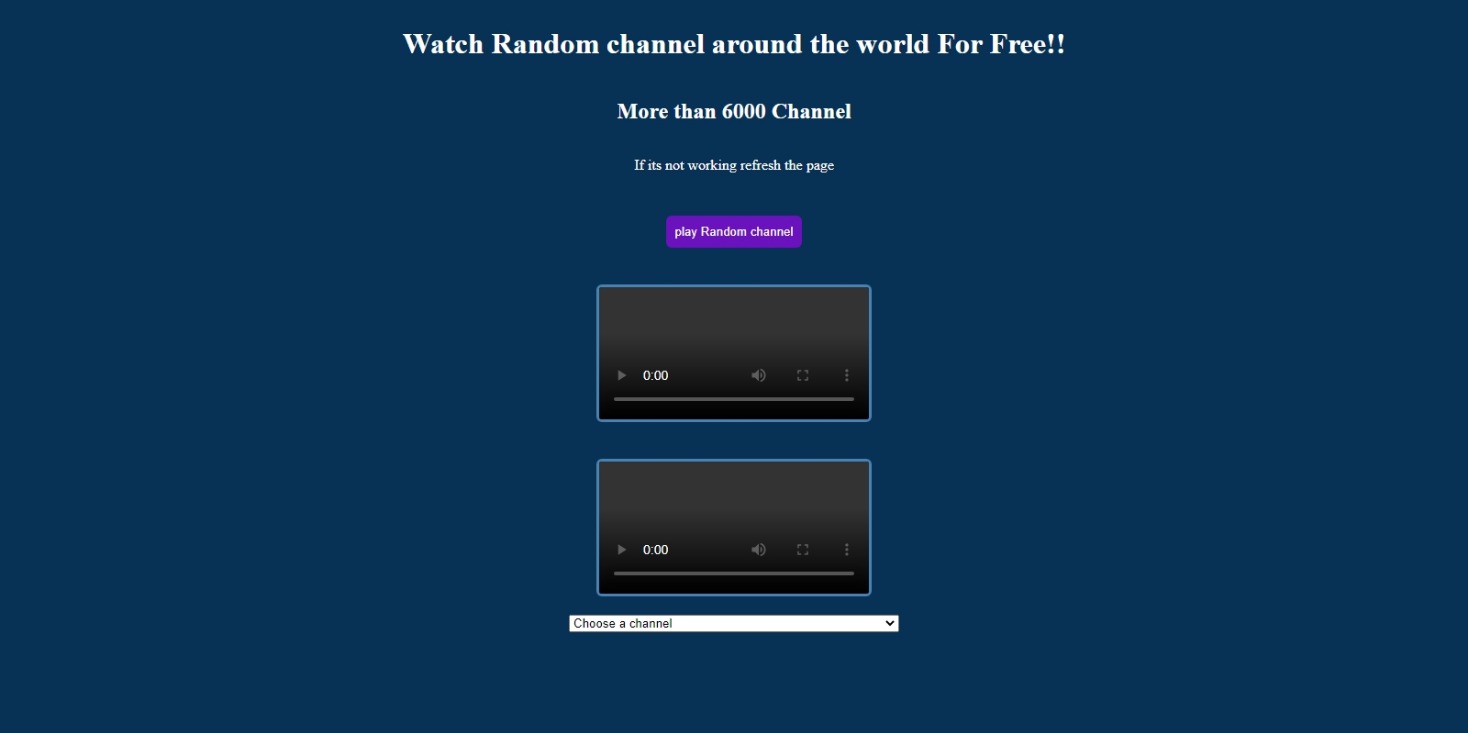 Watch Random channel around the world For Free!!
More than 6000 Channel
If its not working refresh the page
play Random channel
0:00
0:00
Choose a channel